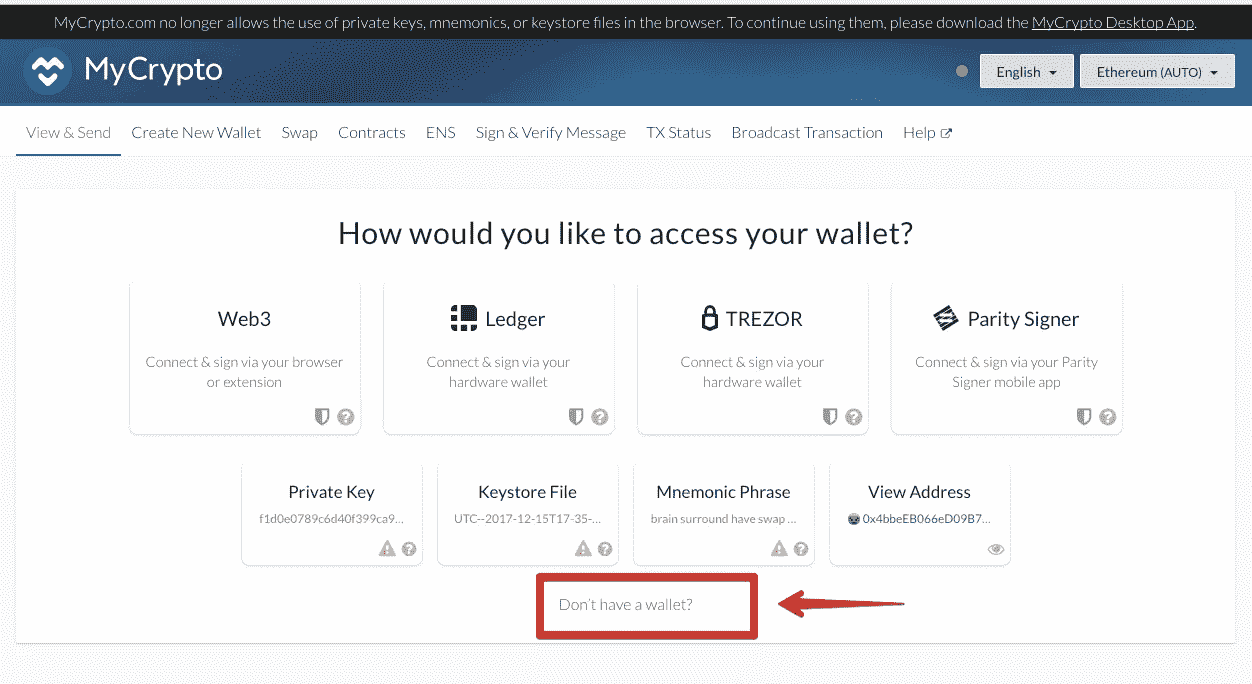 MyCrypto.com no longer allows the use of private keys, mnemonics, or keystore files in the browser. To continue using them, please download the MyCrypto Desktop App.
MyCrypto
English
Ethereum (AUTO)
View & Send Create New Wallet Swap Contracts ENS Sign & Verify Message TX Status Broadcast Transaction Help
How would you like to access your wallet?
Web3
Connect & sign via your browser
or extension
Ledger
Connect & sign via your
hardware wallet
TREZOR
Connect & sign via your
hardware wallet
Parity Signer
Connect & sign via your Parity
Signer mobile app
Private Key
f1d0e0789c6d40f399ca9...
Keystore File
UTC--2017-12-15T17-35-...
Mnemonic Phrase
brain surround have swap ...
View Address
0x4bbeEB066eD09B7...
Don't have a wallet?